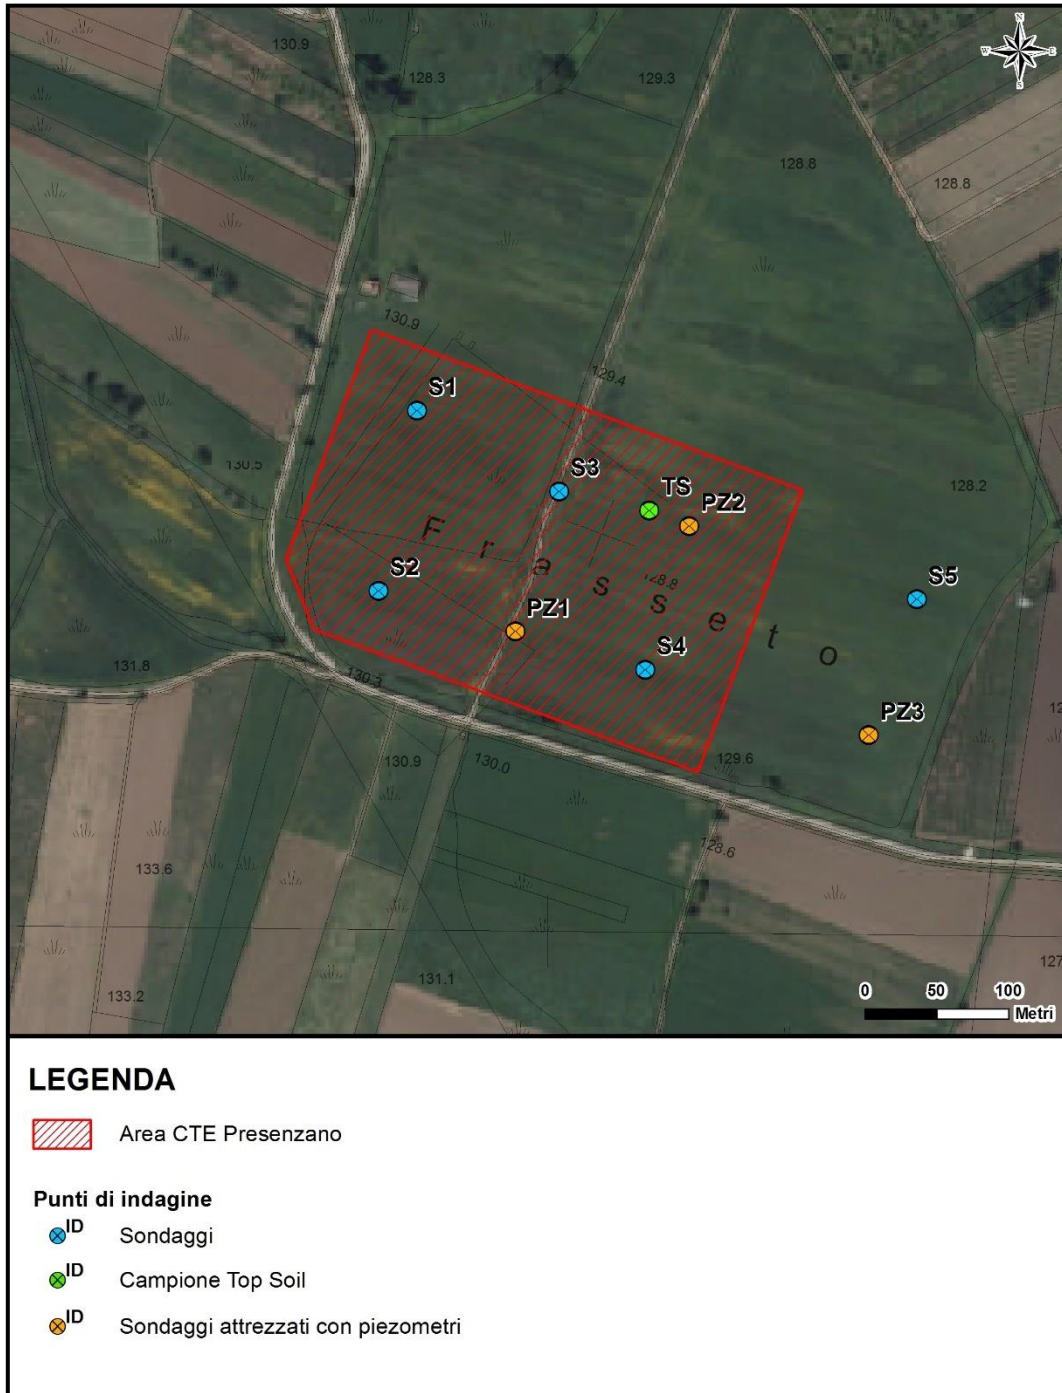 N
W E
S
130.9
128.3
129.3
128.8
128.8
130.9
129.4
S1
S3
130.5
TS
128.2
PZ2
Frasseto
128.8
S2
S5
PZ1
S4
131.8
130.3
PZ3
129.6
130.9
130.0
128.6
133.6
131.1
133.2
0 50 100
Metri
LEGENDA
Area CTE Presenzano
Punti di indagine
ID Sondaggi
ID Campione Top Soil
ID Sondaggi attrezzati con piezometri